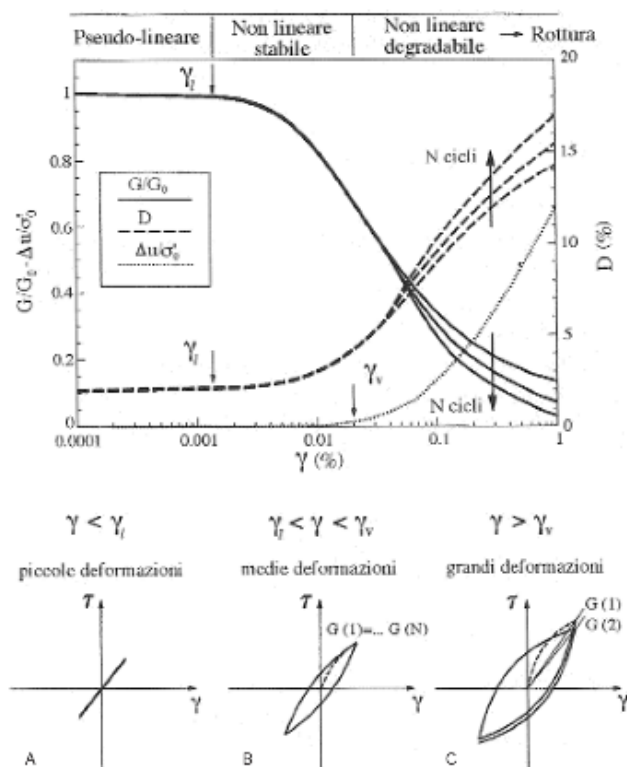 Pseudo-lineare
Non lineare
stabile
Non lineare
degradabile
→ Rottura
G/G₀ - Δu/σ'₀
1
0.8
0.6
0.4
0.2
0
γₗ
G/G₀
D
Δu/σ'₀
N cicli
γₗ
γᵥ
N cicli
20
15
10
5
0
D (%)
0.0001
0.001
0.01
0.1
1
γ (%)
γ < γₗ
γₗ < γ < γᵥ
γ > γᵥ
piccole deformazioni
medie deformazioni
grandi deformazioni
τ
γ
A
τ
G (1)=... G (N)
γ
B
τ
G (1)
G (2)
γ
C